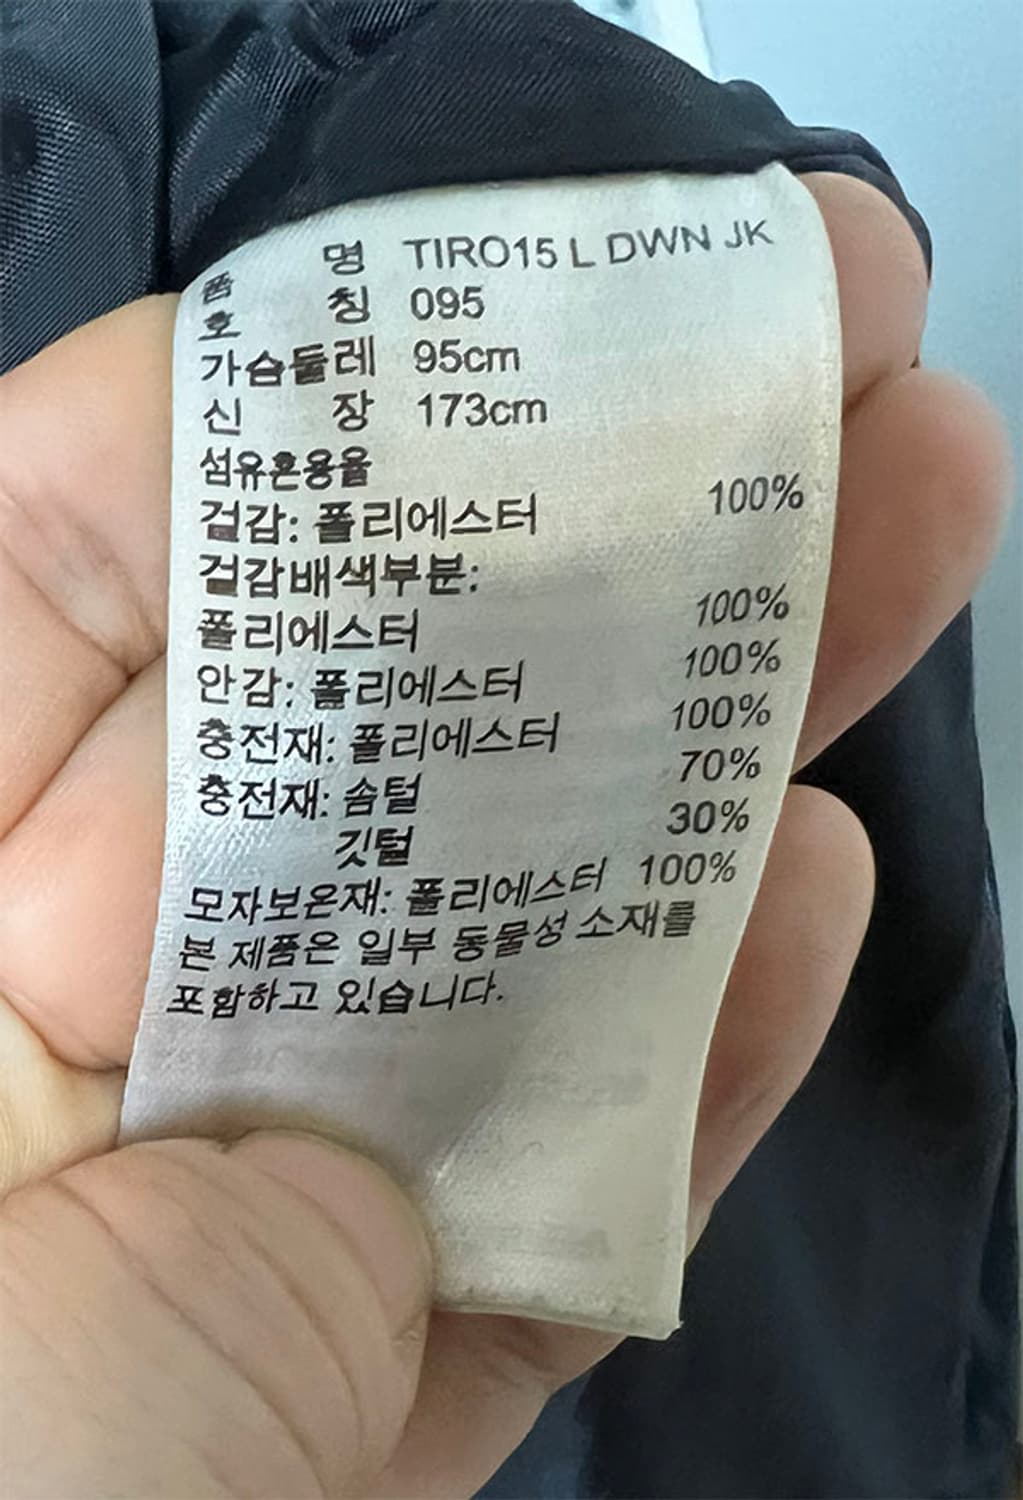 품 명 TIRO15 L DWN JK
호 칭 095
가슴둘레 95cm
신 장 173cm
섬유혼용율
겉감: 폴리에스터 100%
겉감배색부분:
폴리에스터 100%
안감: 폴리에스터 100%
충전재: 폴리에스터 100%
충전재: 솜털 70%
깃털 30%
모자보온재: 폴리에스터 100%
본 제품은 일부 동물성 소재를
포함하고 있습니다.